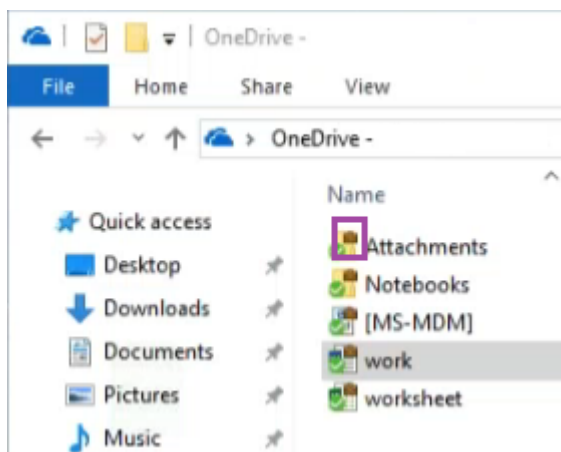 OneDrive -
File Home Share View
OneDrive -
Name
Quick access
Desktop
Downloads
Documents
Pictures
Music
Attachments
Notebooks
[MS-MDM]
work
worksheet